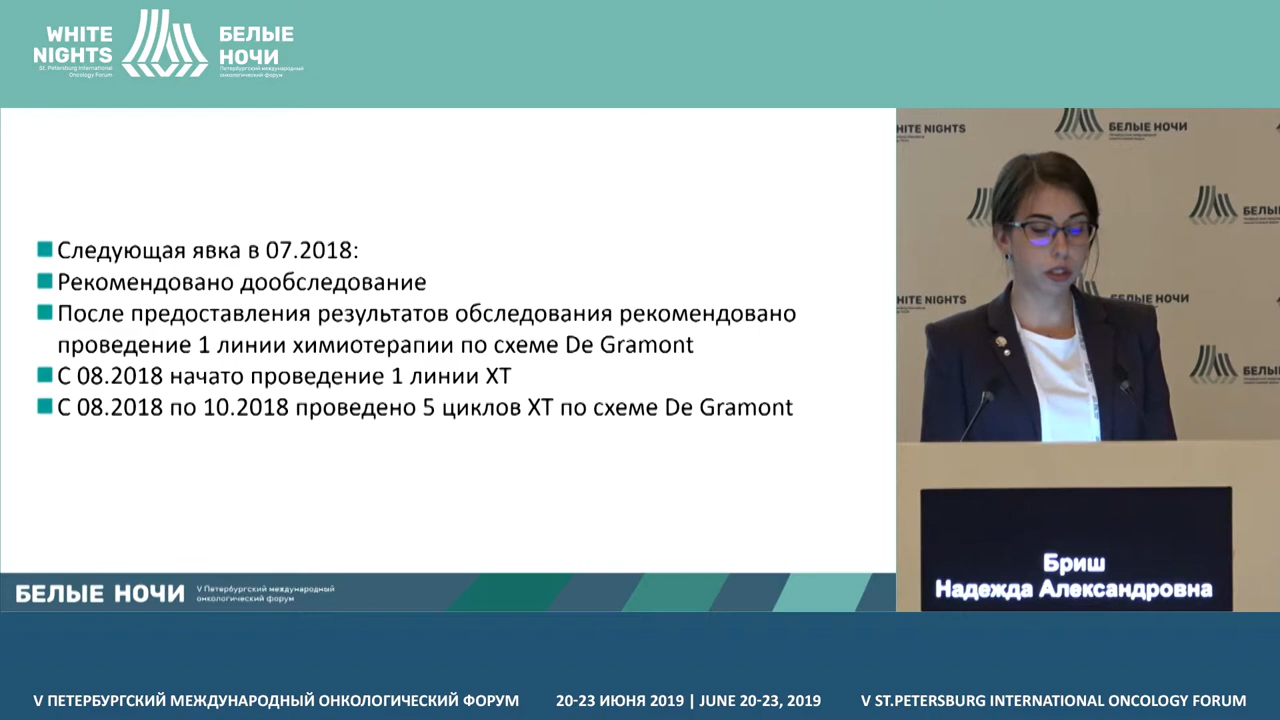 WHITE
NIGHTS
St. Petersburg International
Oncology Forum
БЕЛЫЕ
НОЧИ
Петербургский международный
онкологический форум
Следующая явка в 07.2018:
Рекомендовано дообследование
После предоставления результатов обследования рекомендовано
проведение 1 линии химиотерапии по схеме De Gramont
С 08.2018 начато проведение 1 линии ХТ
С 08.2018 по 10.2018 проведено 5 циклов ХТ по схеме De Gramont
БЕЛЫЕ НОЧИ
V Петербургский международный
онкологический форум
HITE NIGHTS
БЕЛЫЕ НОЧИ
БЕЛЫ
HITE NIGHTS
БЕЛЫЕ НОЧИ
БЕЛЫ
Бриш
Надежда Александровна
V ПЕТЕРБУРГСКИЙ МЕЖДУНАРОДНЫЙ ОНКОЛОГИЧЕСКИЙ ФОРУМ
20-23 ИЮНЯ 2019 | JUNE 20-23, 2019
V ST.PETERSBURG INTERNATIONAL ONCOLOGY FORUM